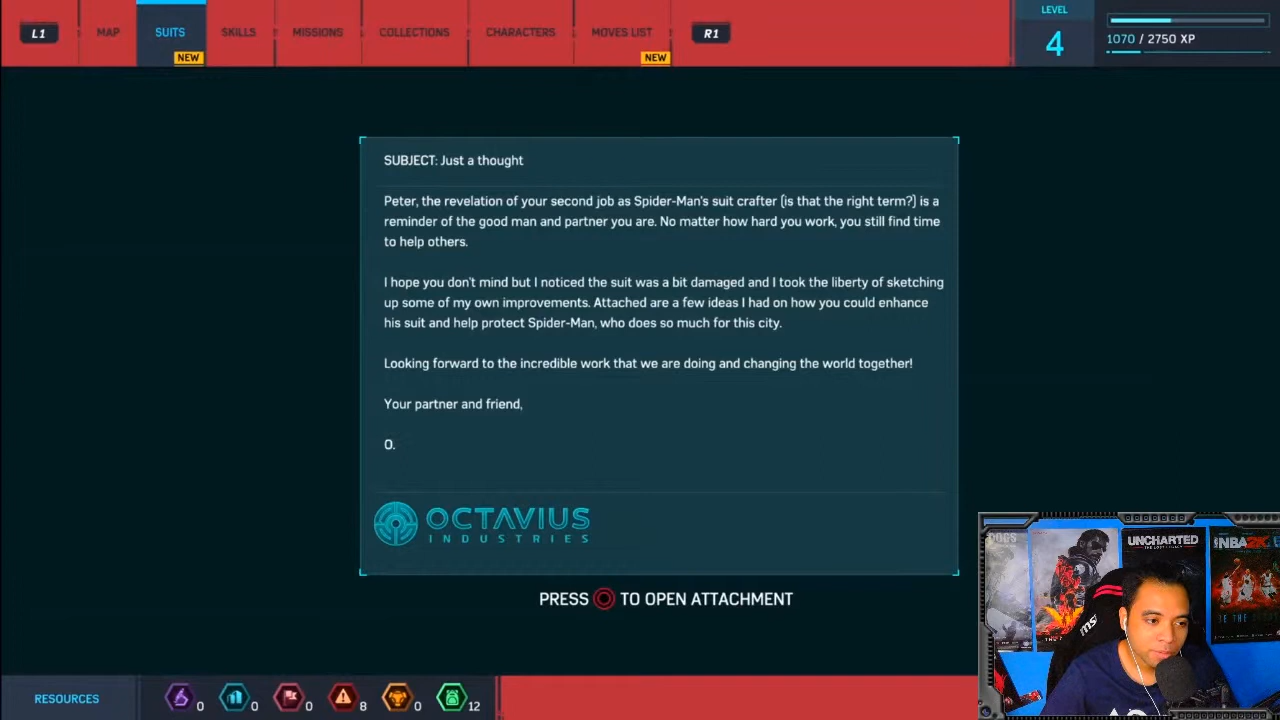 L1 MAP SUITS SKILLS MISSIONS COLLECTIONS CHARACTERS MOVES LIST R1
NEW NEW
LEVEL
4
1070 / 2750 XP
SUBJECT: Just a thought
Peter, the revelation of your second job as Spider-Man's suit crafter (is that the right term?) is a
reminder of the good man and partner you are. No matter how hard you work, you still find time
to help others.
I hope you don't mind but I noticed the suit was a bit damaged and I took the liberty of sketching
up some of my own improvements. Attached are a few ideas I had on how you could enhance
his suit and help protect Spider-Man, who does so much for this city.
Looking forward to the incredible work that we are doing and changing the world together!
Your partner and friend,
O.
OCTAVIUS
INDUSTRIES
PRESS TO OPEN ATTACHMENT
UNCHARTED
NBA2K
msi
RESOURCES 0 0 0 8 0 12